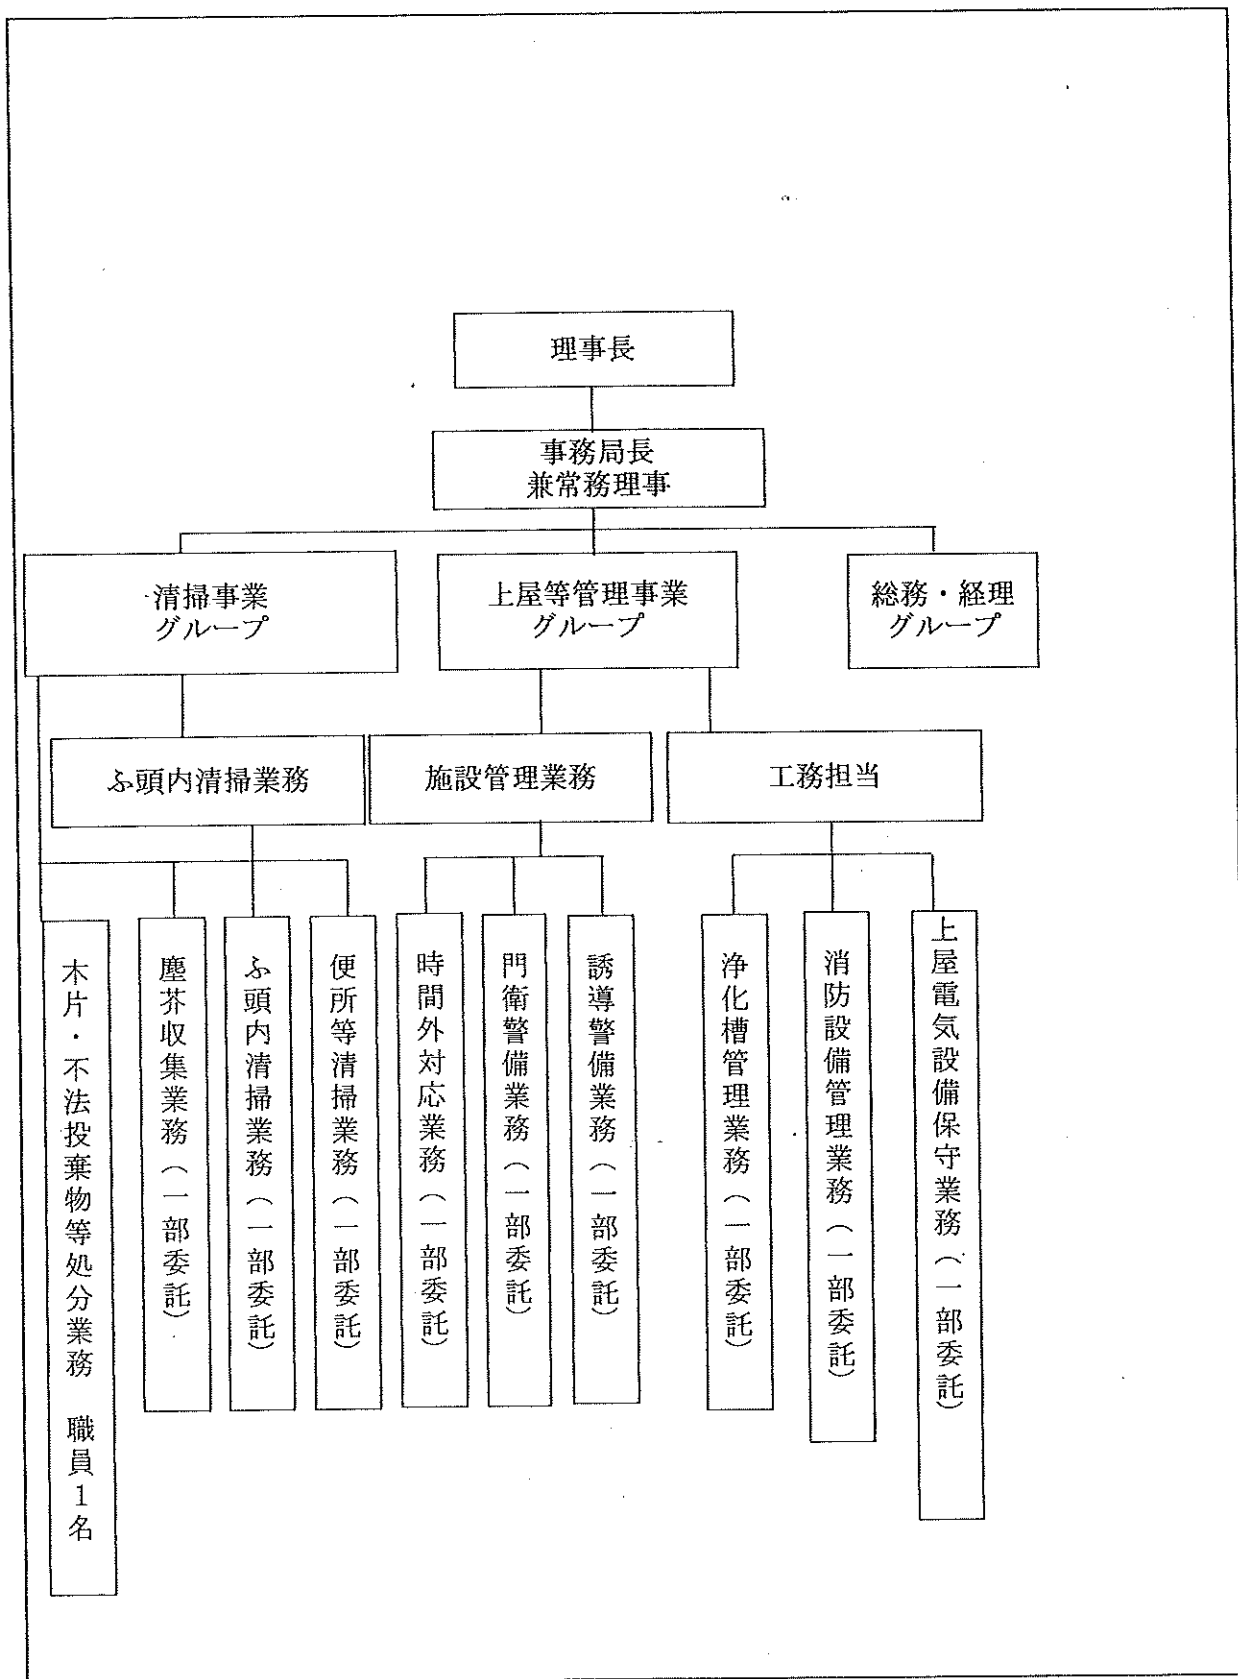 理事長
事務局長
兼常務理事
清掃事業
グループ
上屋等管理事業
グループ
総務・経理
グループ
ふ頭内清掃業務
施設管理業務
工務担当
木片・不法投棄物等処分業務　職員１名
塵芥収集業務（一部委託）
ふ頭内清掃業務（一部委託）
便所等清掃業務（一部委託）
時間外対応業務（一部委託）
門衛警備業務（一部委託）
誘導警備業務（一部委託）
浄化槽管理業務（一部委託）
消防設備管理業務（一部委託）
上屋電気設備保守業務（一部委託）